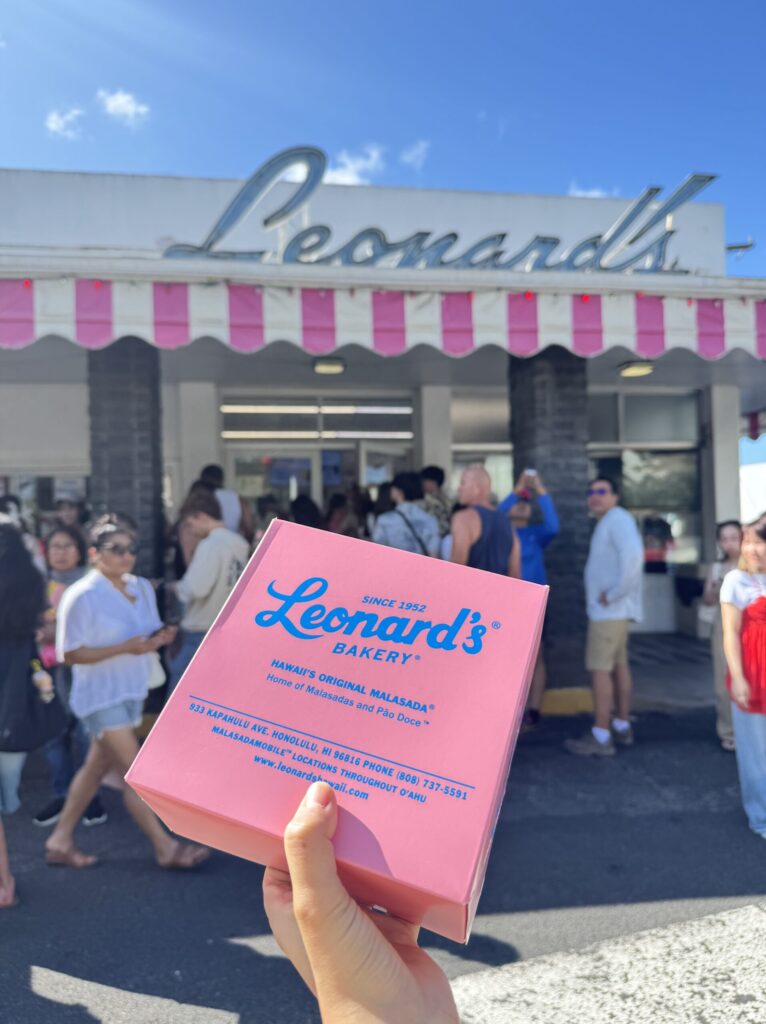 Leonard's
SINCE 1952
Leonard's®
BAKERY®
HAWAII'S ORIGINAL MALASADA®
Home of Malasadas and Pão Doce™
933 KAPAHULU AVE. HONOLULU, HI 96816 PHONE (808) 737-5591
MALASADAMOBILE™ LOCATIONS THROUGHOUT O'AHU
www.leonardshawaii.com